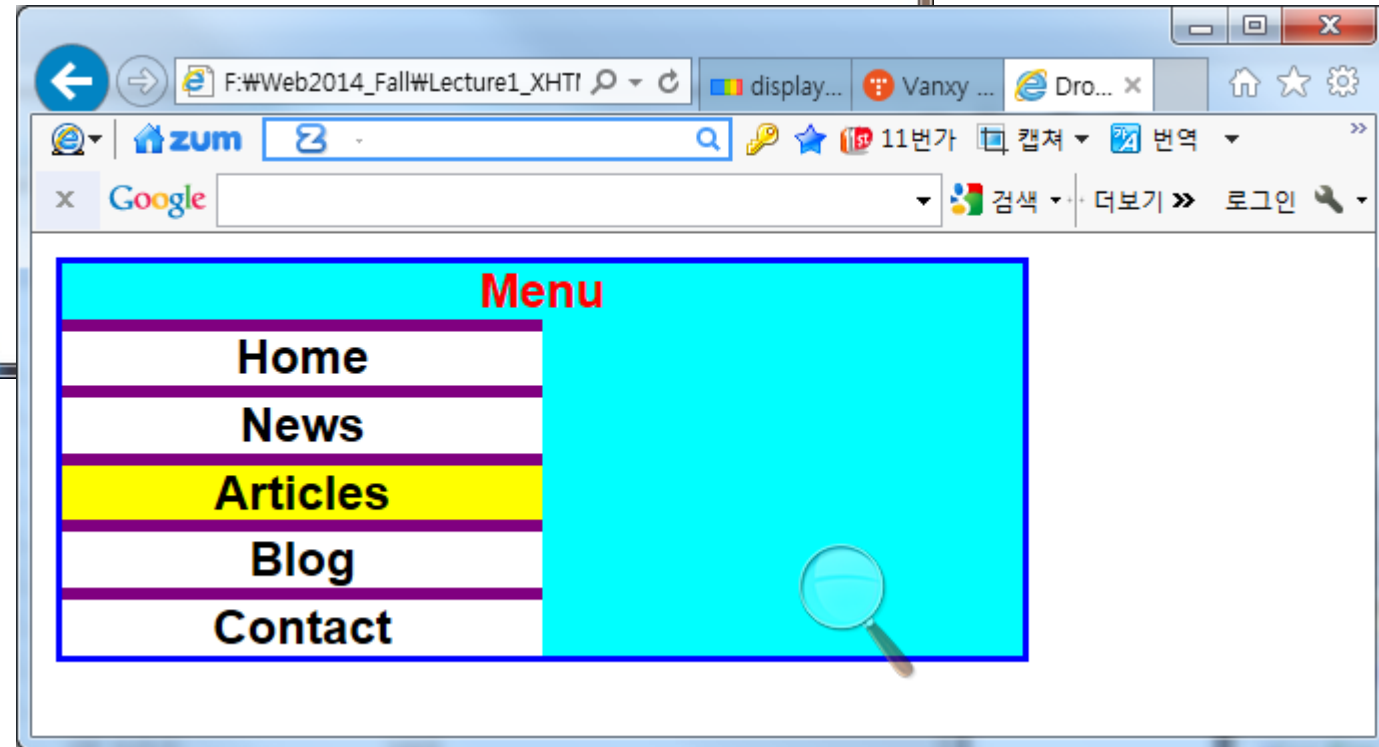 F:₩Web2014_Fall₩Lecture1_XHTI display... Vanxy ... Dro...
zum 11번가 캡쳐 번역
Google 검색 더보기 로그인
Menu
Home
News
Articles
Blog
Contact